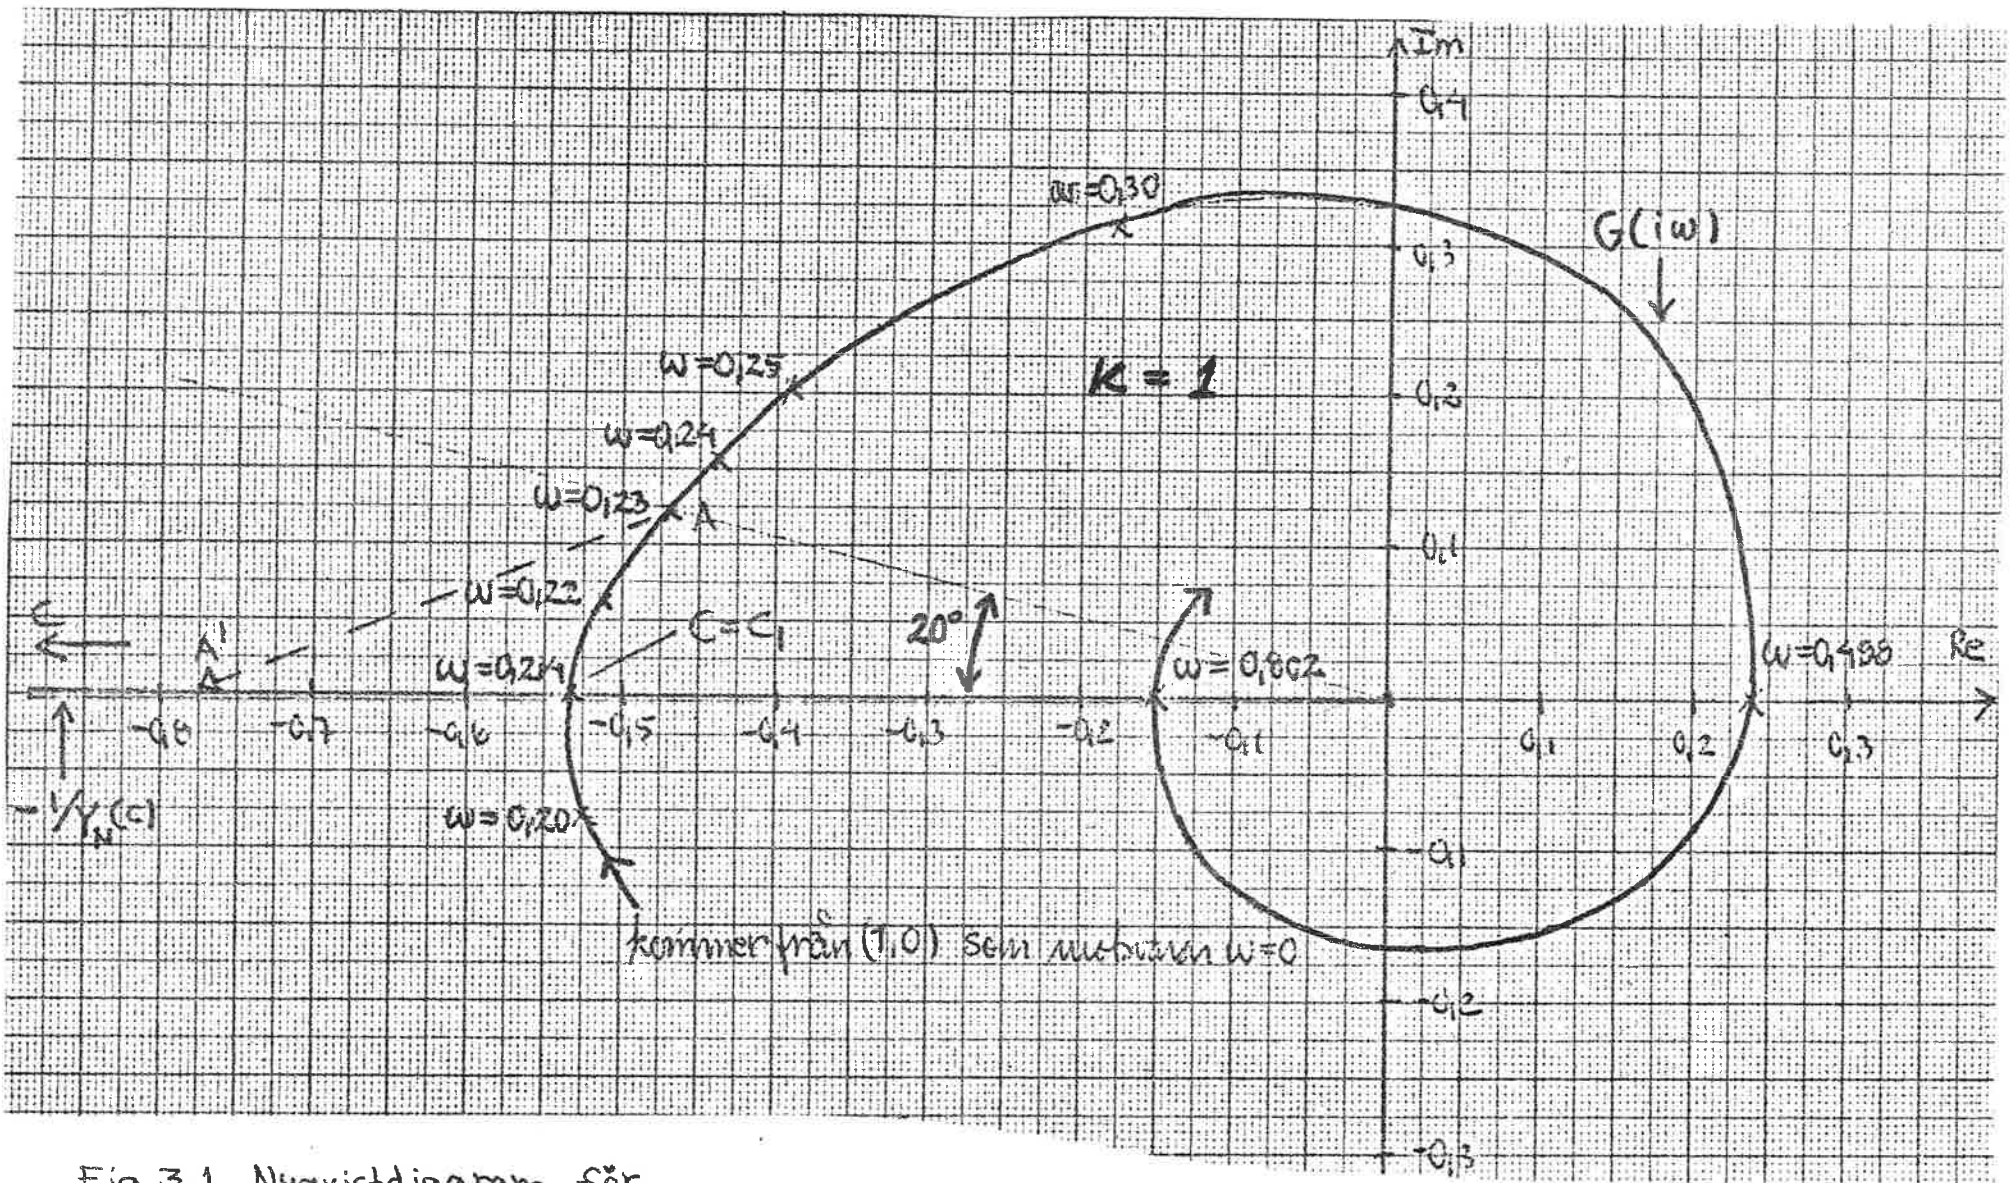 Im
0,4
ω=0,30
G(iω)
0,3
ω=0,25
K = 1
0,2
ω=0,24
ω=0,23
A
0,1
ω=0,22
C
C=C1
20°
A'
ω=0,214
ω=0,802
ω=0,498
Re
-0,8
-0,7
-0,6
-0,5
-0,4
-0,3
-0,2
-0,1
0,1
0,2
0,3
-1/YN(C)
ω=0,20
-0,1
kommer från (1,0) som ω=0
-0,2
-0,3
Fig 3.1 Nyquistdiagram för